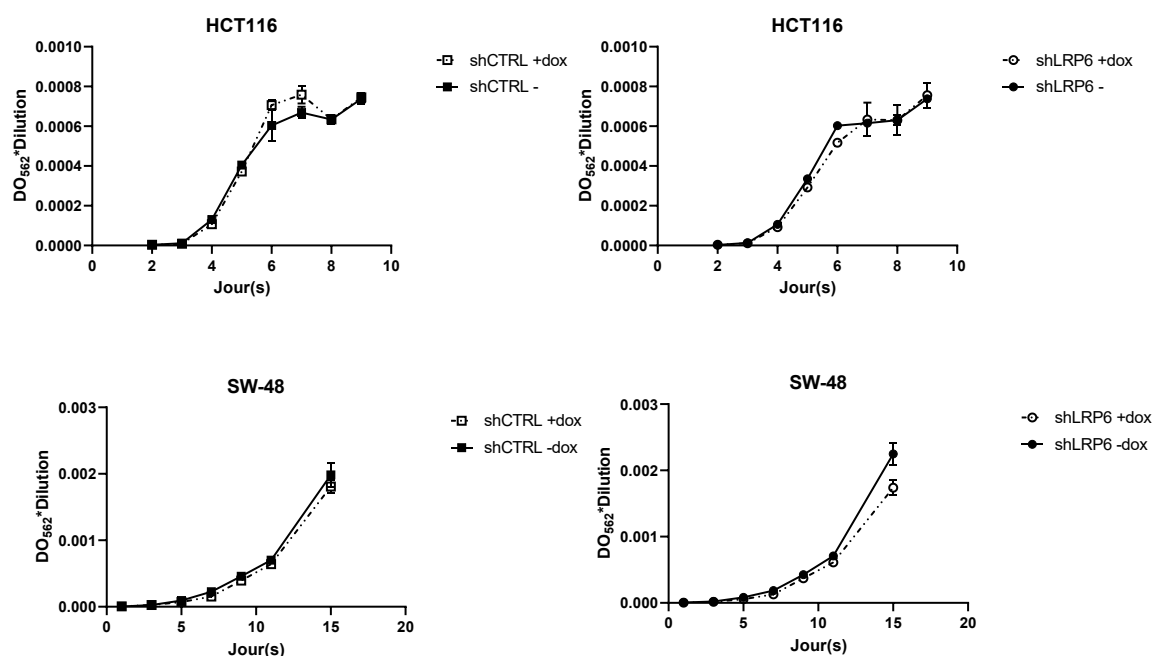 HCT116
0.0010
0.0008
0.0006
0.0004
0.0002
0.0000
DO562*Dilution
0 2 4 6 8 10
Jour(s)
shCTRL +dox
shCTRL -
HCT116
0.0010
0.0008
0.0006
0.0004
0.0002
0.0000
DO562*Dilution
0 2 4 6 8 10
Jour(s)
shLRP6 +dox
shLRP6 -
SW-48
0.003
0.002
0.001
0.000
DO562*Dilution
0 5 10 15 20
Jour(s)
shCTRL +dox
shCTRL -dox
SW-48
0.003
0.002
0.001
0.000
DO562*Dilution
0 5 10 15 20
Jour(s)
shLRP6 +dox
shLRP6 -dox